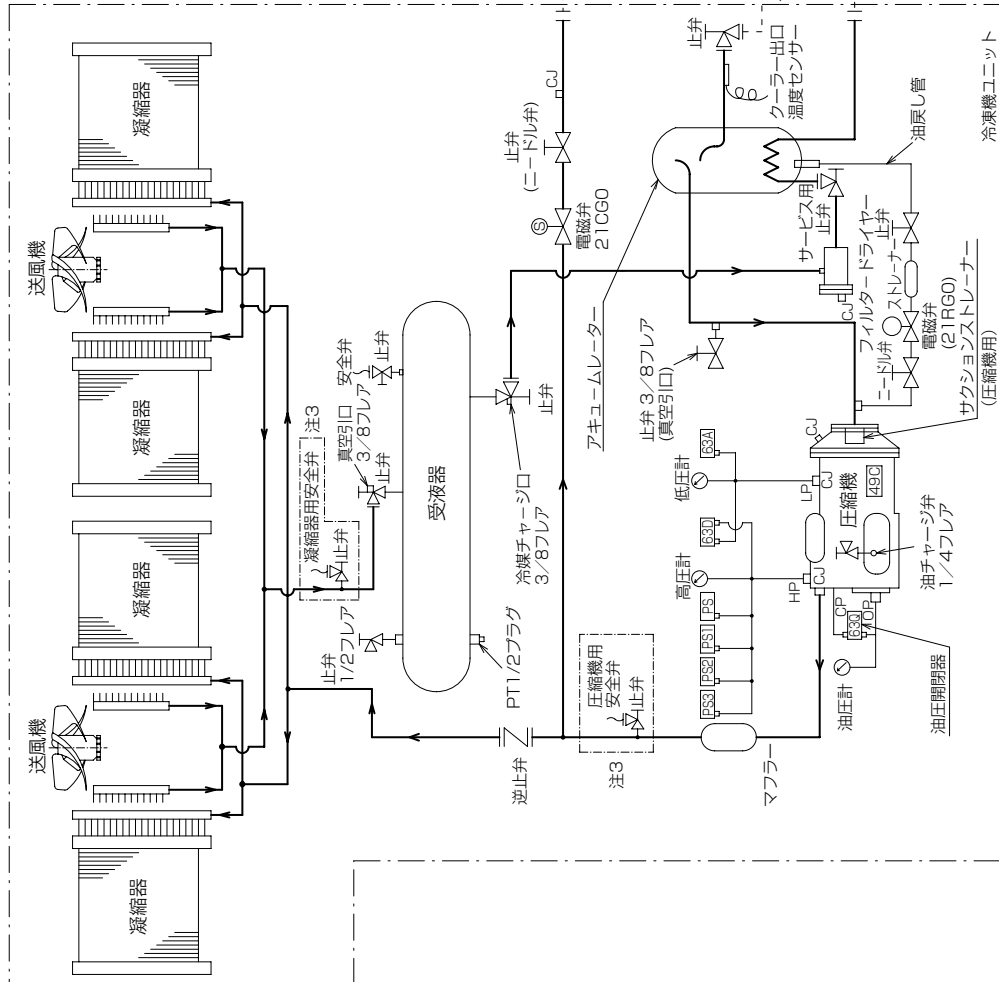 凝縮器
送風機
凝縮器
凝縮器
送風機
凝縮器
注3
凝縮器用安全弁
止弁
真空引口
3/8フレア
止弁
安全弁
止弁
止弁
1/2フレア
受液器
PT1/2プラグ
冷媒チャージ口
3/8フレア
止弁
逆止弁
圧縮機用
安全弁
止弁
注3
マフラー
S
電磁弁
21CGO
止弁
(ニードル弁)
CJ
アキュームレーター
止弁
クーラー出口
温度センサー
止弁 3/8フレア
(真空引口)
サービス用
止弁
フィルタードライヤー
CJ
ストレーナー
止弁
電磁弁
(21RGO)
ニードル弁
油戻し管
サクションストレーナー
(圧縮機用)
高圧計
低圧計
PS3
PS2
PS1
PS
63D
63A
HP
CJ
LP
CJ
CJ
圧縮機
49C
CP
63Q
OP
油圧計
油圧開閉器
油チャージ弁
1/4フレア
冷凍機ユニット